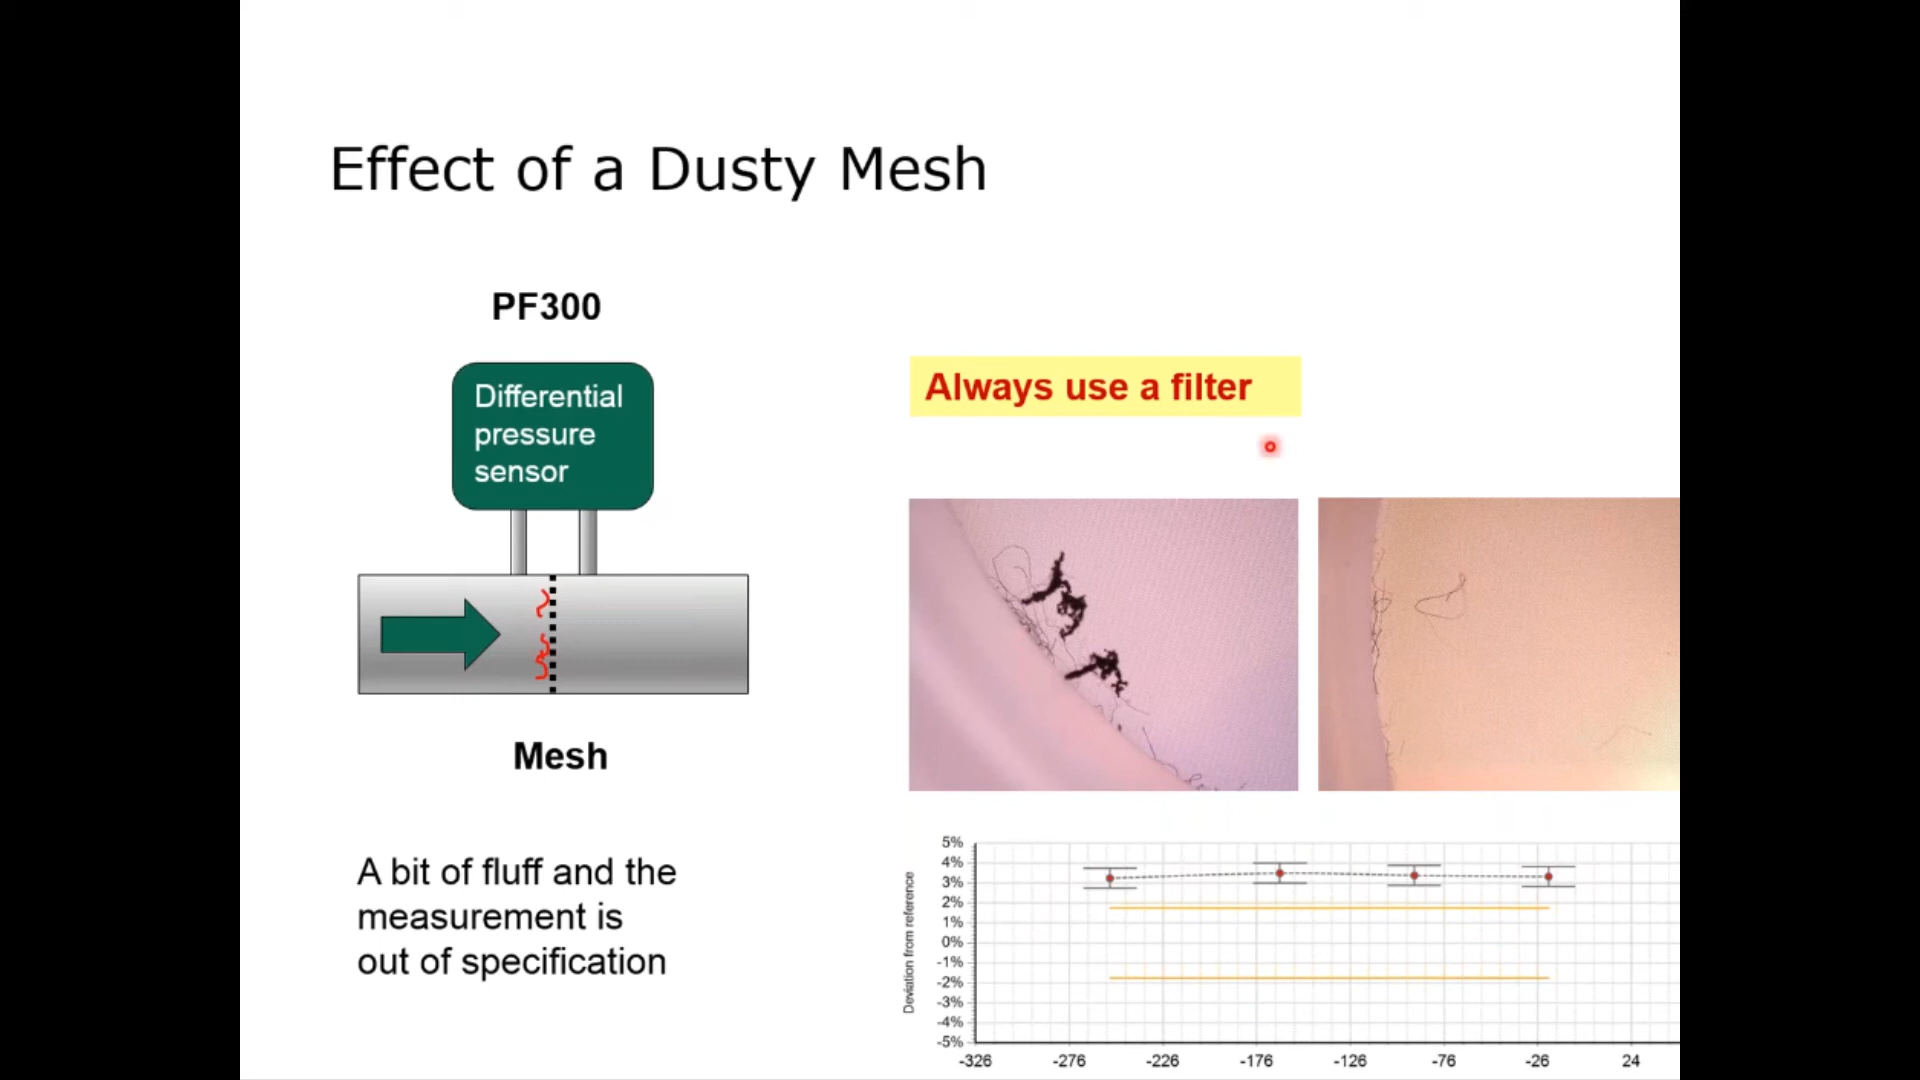 Effect of a Dusty Mesh
PF300
Differential
pressure
sensor
Mesh
A bit of fluff and the
measurement is
out of specification
Always use a filter
Deviation from reference
5%
4%
3%
2%
1%
0%
-1%
-2%
-3%
-4%
-5%
-326 -276 -226 -176 -126 -76 -26 24